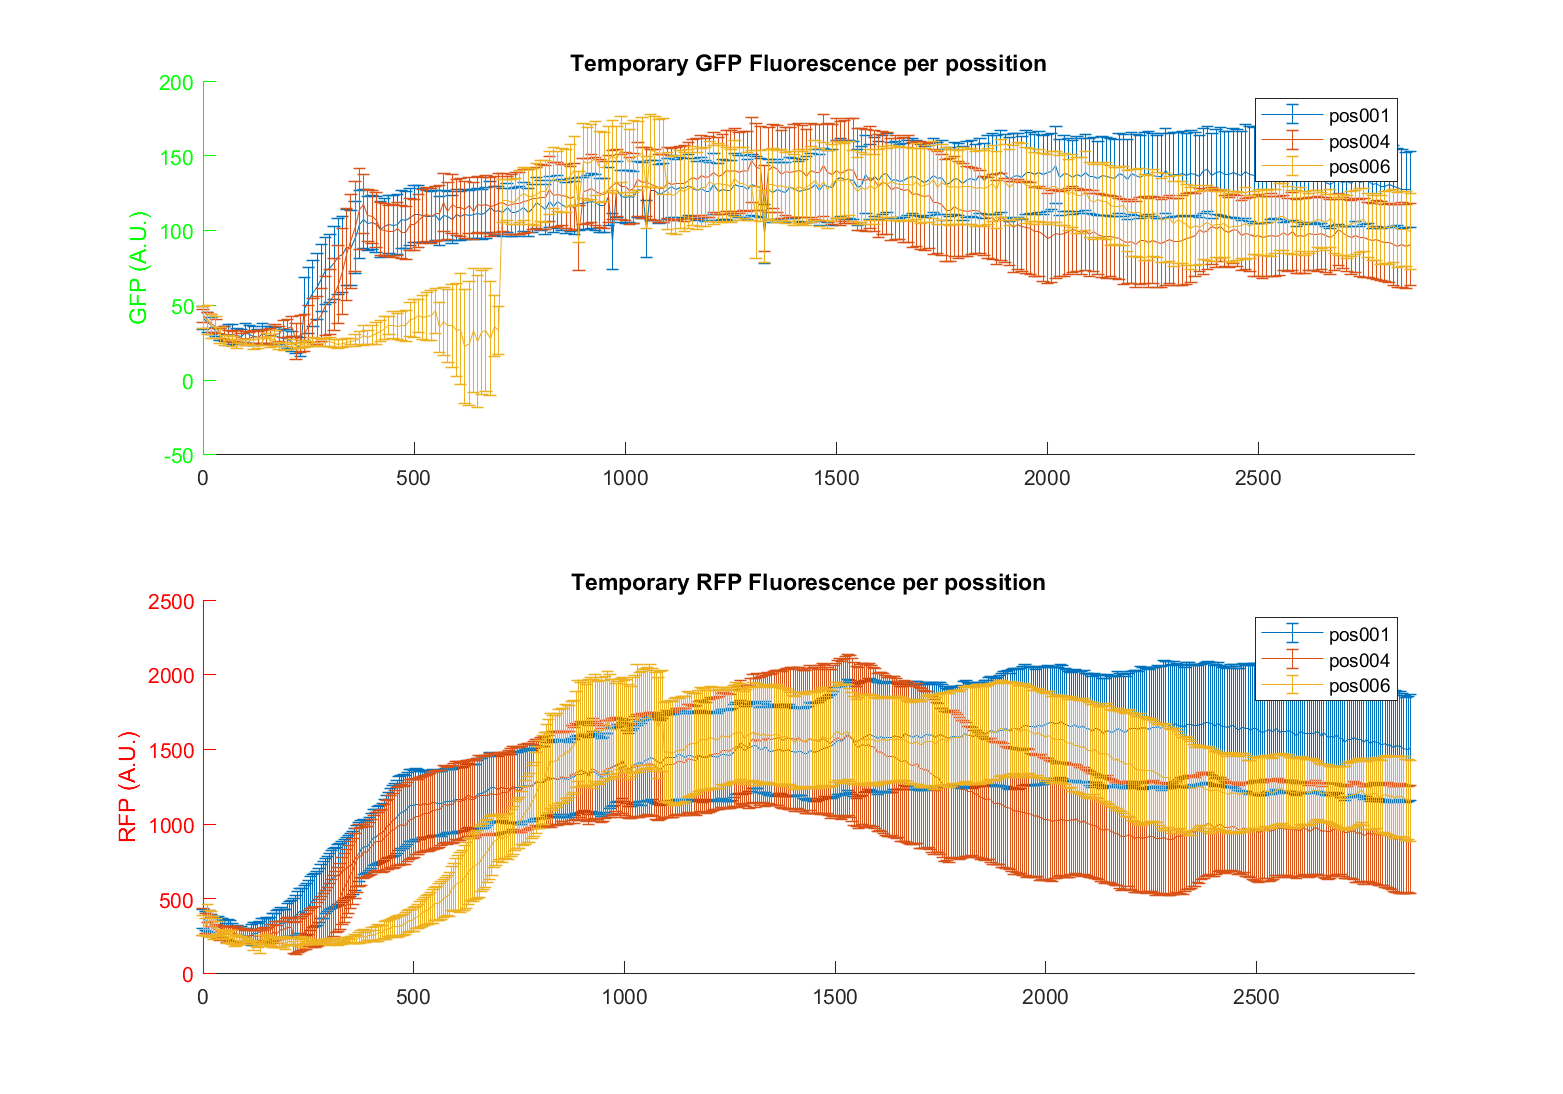 Temporary GFP Fluorescence per possition
200
150
100
50
0
-50
GFP (A.U.)
0 500 1000 1500 2000 2500
pos001
pos004
pos006
Temporary RFP Fluorescence per possition
2500
2000
1500
1000
500
0
RFP (A.U.)
0 500 1000 1500 2000 2500
pos001
pos004
pos006